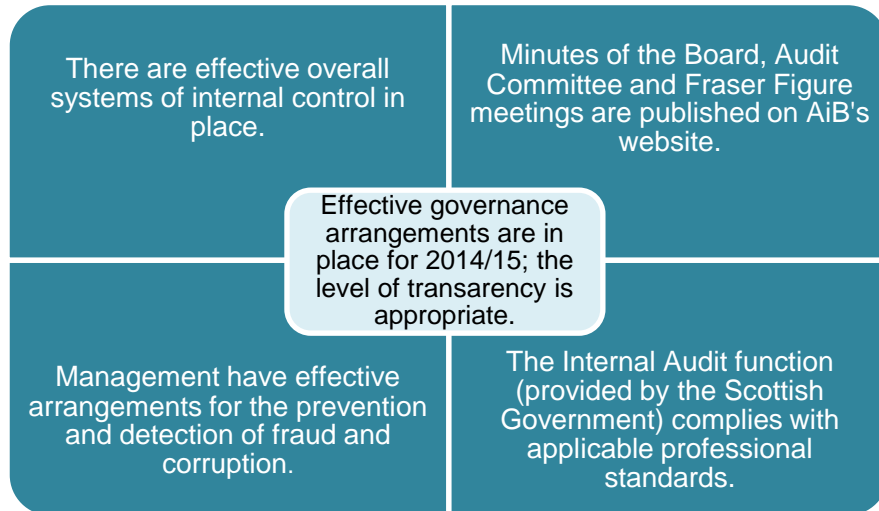 There are effective overall
systems of internal control in
place.
Minutes of the Board, Audit
Committee and Fraser Figure
meetings are published on AiB's
website.
Effective governance
arrangements are in
place for 2014/15; the
level of transarency is
appropriate.
Management have effective
arrangements for the prevention
and detection of fraud and
corruption.
The Internal Audit function
(provided by the Scottish
Government) complies with
applicable professional
standards.